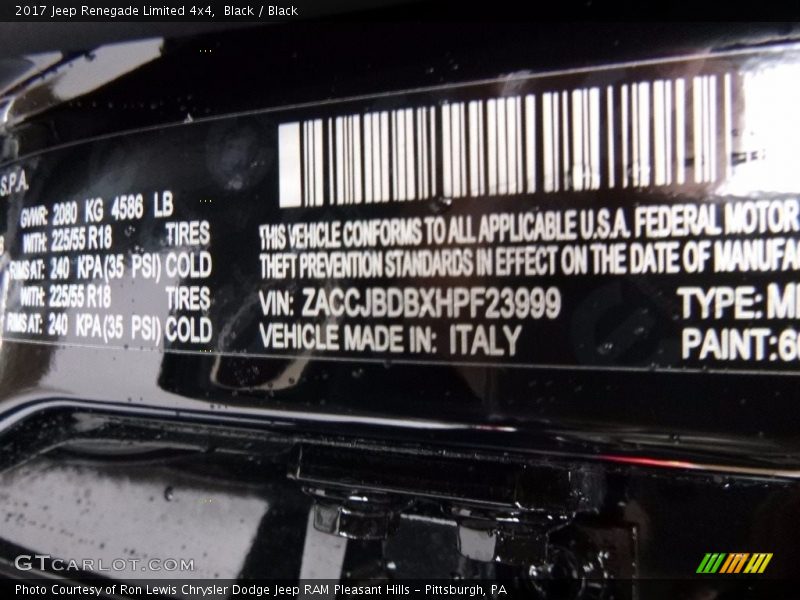 2017 Jeep Renegade Limited 4x4, Black / Black
S.P.A.
GVWR: 2080 KG 4586 LB
WITH: 225/55 R18 TIRES
RIMS AT: 240 KPA(35 PSI) COLD
WITH: 225/55 R18 TIRES
RIMS AT: 240 KPA(35 PSI) COLD
THIS VEHICLE CONFORMS TO ALL APPLICABLE U.S.A. FEDERAL MOTOR
THEFT PREVENTION STANDARDS IN EFFECT ON THE DATE OF MANUFA
VIN: ZACCJBDBXHPF23999 TYPE:
VEHICLE MADE IN: ITALY PAINT:
GTCARLOT.COM
Photo Courtesy of Ron Lewis Chrysler Dodge Jeep RAM Pleasant Hills - Pittsburgh, PA